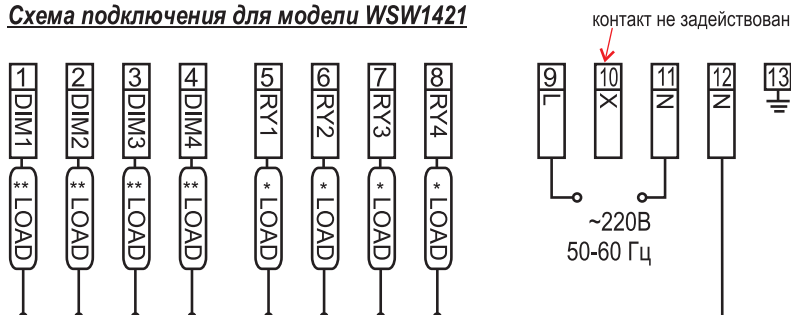 Схема подключения для модели WSW1421
контакт не задействован
1 2 3 4 5 6 7 8 9 10 11 12 13
DIM1 DIM2 DIM3 DIM4 RY1 RY2 RY3 RY4 L X N N
** LOAD ** LOAD ** LOAD ** LOAD * LOAD * LOAD * LOAD * LOAD
~220В
50-60 Гц